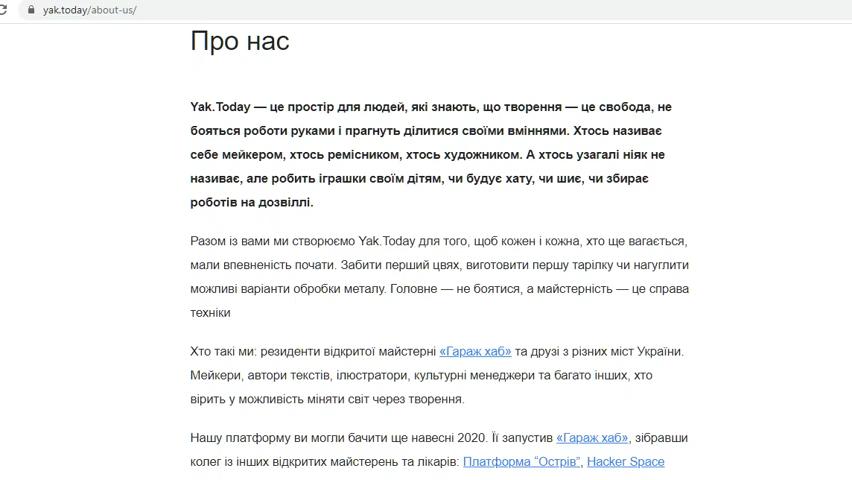 yak.today/about-us/
Про нас
Yak.Today — це простір для людей, які знають, що творення — це свобода, не
бояться роботи руками і прагнуть ділитися своїми вміннями. Хтось називає
себе мейкером, хтось ремісником, хтось художником. А хтось узагалі ніяк не
називає, але робить іграшки своїм дітям, чи будує хату, чи шиє, чи збирає
роботів на дозвіллі.
Разом із вами ми створюємо Yak.Today для того, щоб кожен і кожна, хто ще вагається,
мали впевненість почати. Забити перший цвях, виготовити першу тарілку чи нагуглити
можливі варіанти обробки металу. Головне — не боятися, а майстерність — це справа
техніки
Хто такі ми: резиденти відкритої майстерні «Гараж хаб» та друзі з різних міст України.
Мейкери, автори текстів, ілюстратори, культурні менеджери та багато інших, хто
вірить у можливість міняти світ через творення.
Нашу платформу ви могли бачити ще навесні 2020. Її запустив «Гараж хаб», зібравши
колег із інших відкритих майстерень та лікарів: Платформа “Острів”, Hacker Space